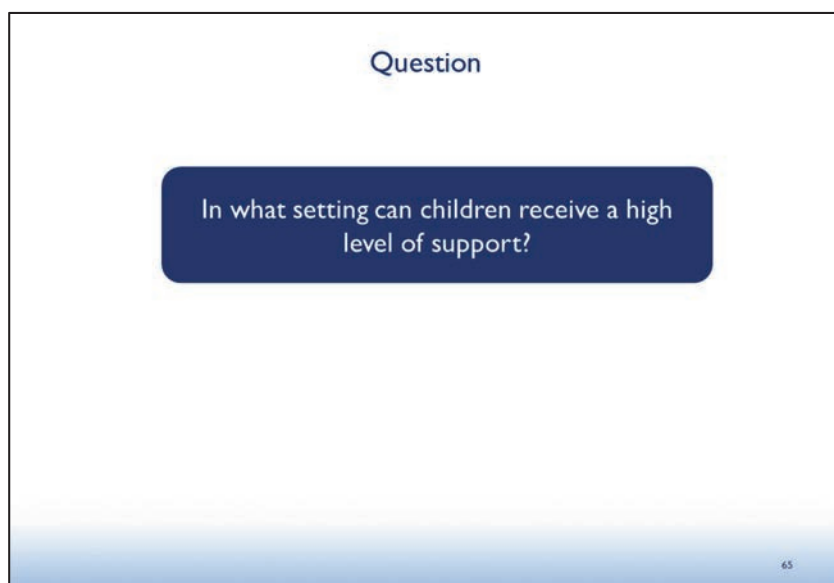 Question
In what setting can children receive a high
level of support?
65